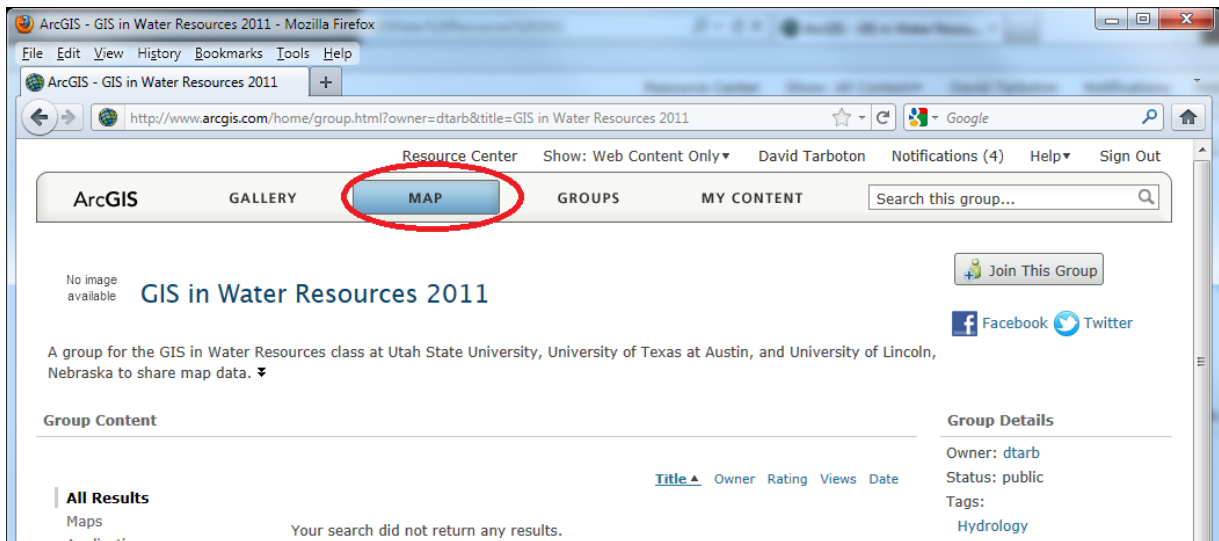 ArcGIS - GIS in Water Resources 2011 - Mozilla Firefox
File Edit View History Bookmarks Tools Help
ArcGIS - GIS in Water Resources 2011 +
http://www.arcgis.com/home/group.html?owner=dtarb&title=GIS in Water Resources 2011 Google
Resource Center Show: Web Content Only▾ David Tarboton Notifications (4) Help▾ Sign Out
ArcGIS GALLERY MAP GROUPS MY CONTENT Search this group...
Join This Group
No image
available
GIS in Water Resources 2011
Facebook Twitter
A group for the GIS in Water Resources class at Utah State University, University of Texas at Austin, and University of Lincoln,
Nebraska to share map data.
Group Content Group Details
Owner: dtarb
Title▲ Owner Rating Views Date Status: public
All Results Tags:
Maps
Your search did not return any results. Hydrology